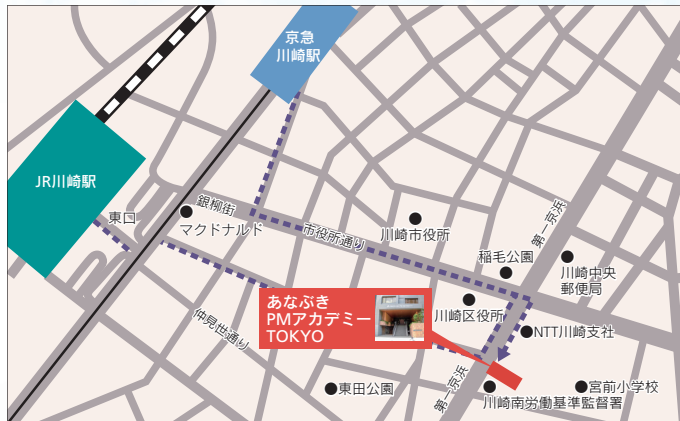 京急
川崎駅
JR川崎駅
東口
銀柳街
マクドナルド
市役所通り
川崎市役所
第一京浜
稲毛公園
川崎中央
郵便局
あなぶき
PMアカデミー
TOKYO
川崎区役所
NTT川崎支社
仲見世通り
東田公園
第一京浜
宮前小学校
川崎南労働基準監督署